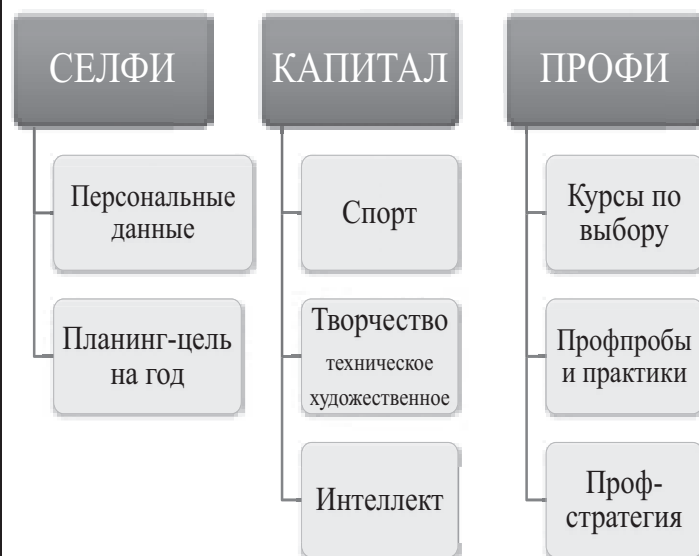 СЕЛФИ
Персональные
данные
Планинг-цель
на год
КАПИТАЛ
Спорт
Творчество
техническое
художественное
Интеллект
ПРОФИ
Курсы по
выбору
Профпробы
и практики
Проф-
стратегия